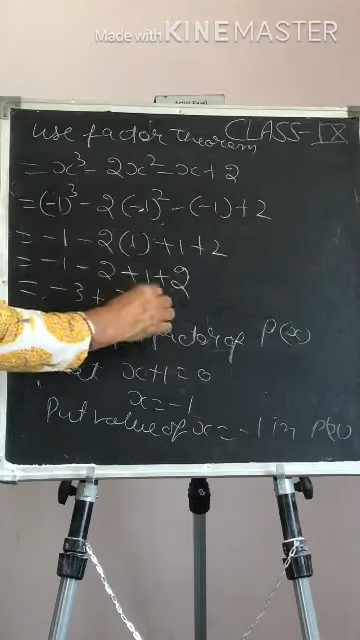 Made with KINEMASTER
CLASS-IX
use factor theorem
= x³ - 2x² - x + 2
= (-1)³ - 2(-1)² - (-1) + 2
= -1 - 2(1) + 1 + 2
= -1 - 2 + 1 + 2
= -3 +
factor of P(x)
x+1 = 0
x = -1
Put value of x = -1 in P(x)